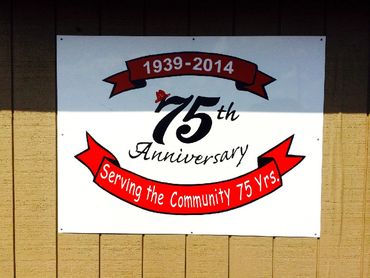 1939-2014
75th
Anniversary
Serving the Community 75 Yrs.